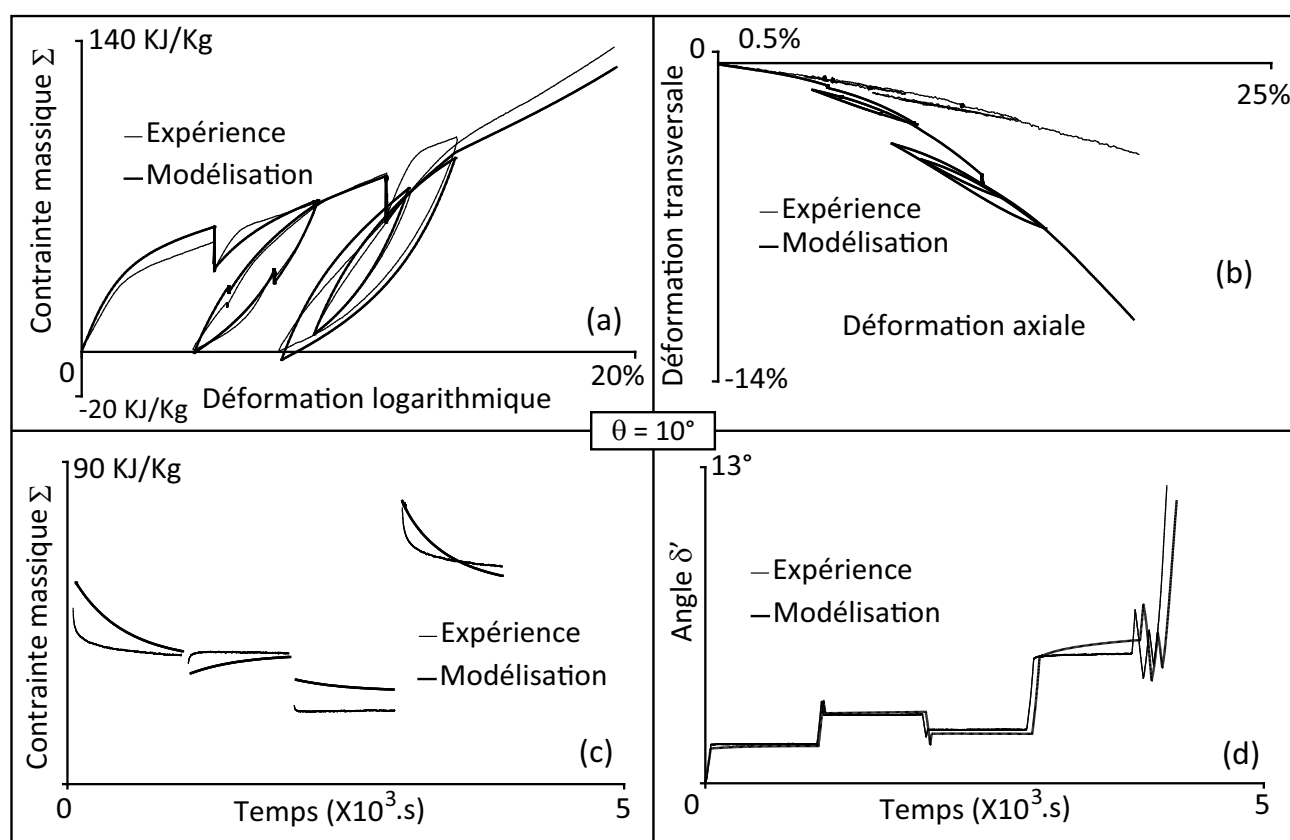 140 KJ/Kg
Contrainte massique Σ
Expérience
Modélisation
(a)
0
20%
-20 KJ/Kg
Déformation logarithmique
0
0.5%
25%
Déformation transversale
Expérience
Modélisation
(b)
Déformation axiale
-14%
θ = 10°
90 KJ/Kg
Contrainte massique Σ
Expérience
Modélisation
(c)
0
Temps (X10³.s)
5
13°
Angle δ'
Expérience
Modélisation
(d)
0
Temps (X10³.s)
5